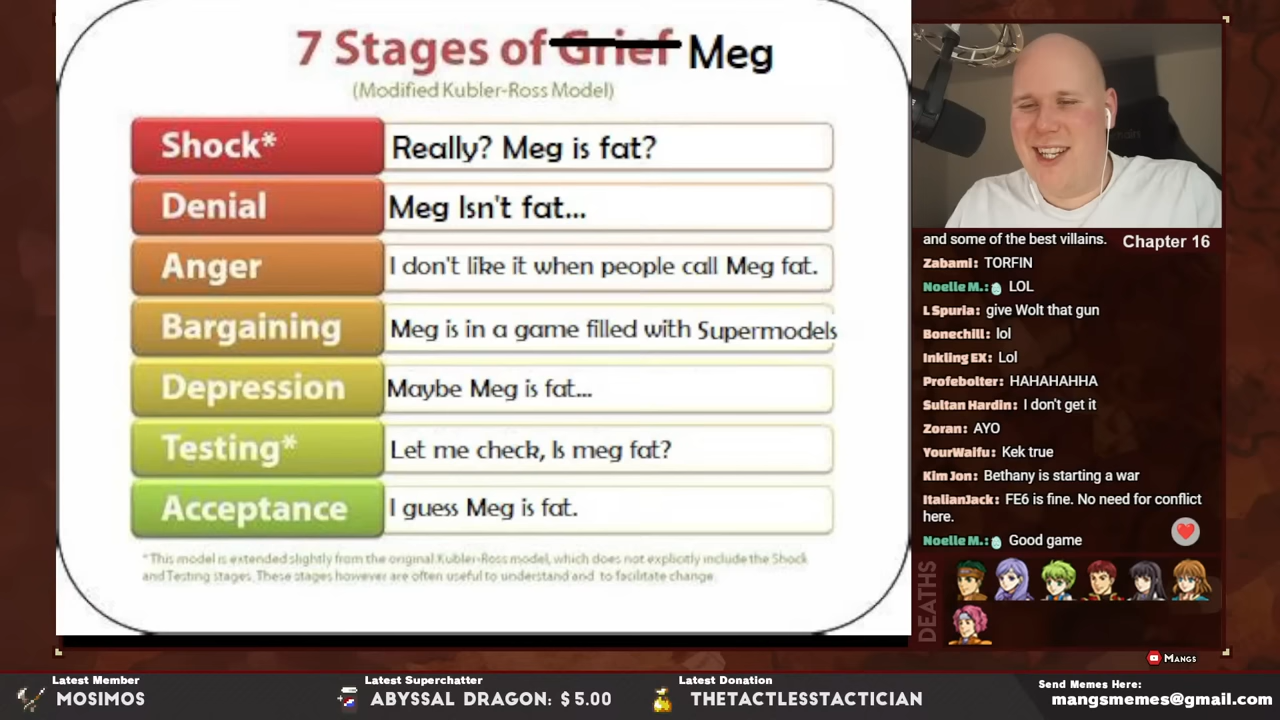 7 Stages of Grief Meg
(Modified Kubler-Ross Model)
Shock* Really? Meg is fat?
Denial Meg Isn't fat...
Anger I don't like it when people call Meg fat.
Bargaining Meg is in a game filled with Supermodels
Depression Maybe Meg is fat...
Testing* Let me check, Is meg fat?
Acceptance I guess Meg is fat.
*This model is extended slightly from the original Kubler-Ross model, which does not explicitly include the Shock
and Testing stages. These stages however are often useful to understand and to facilitate change.
and some of the best villains.
Chapter 16
Zabami: TORFIN
Noelle M.: LOL
L Spuria: give Wolt that gun
Bonechill: lol
Inkling EX: Lol
Profebolter: HAHAHAHHA
Sultan Hardin: I don't get it
Zoran: AYO
YourWaifu: Kek true
Kim Jon: Bethany is starting a war
ItalianJack: FE6 is fine. No need for conflict
here.
Noelle M.: Good game
DEATHS
Mangs
Latest Member
MOSIMOS
Latest Superchatter
ABYSSAL DRAGON: $5.00
Latest Donation
THETACTLESSTACTICIAN
Send Memes Here:
mangsmemes@gmail.com